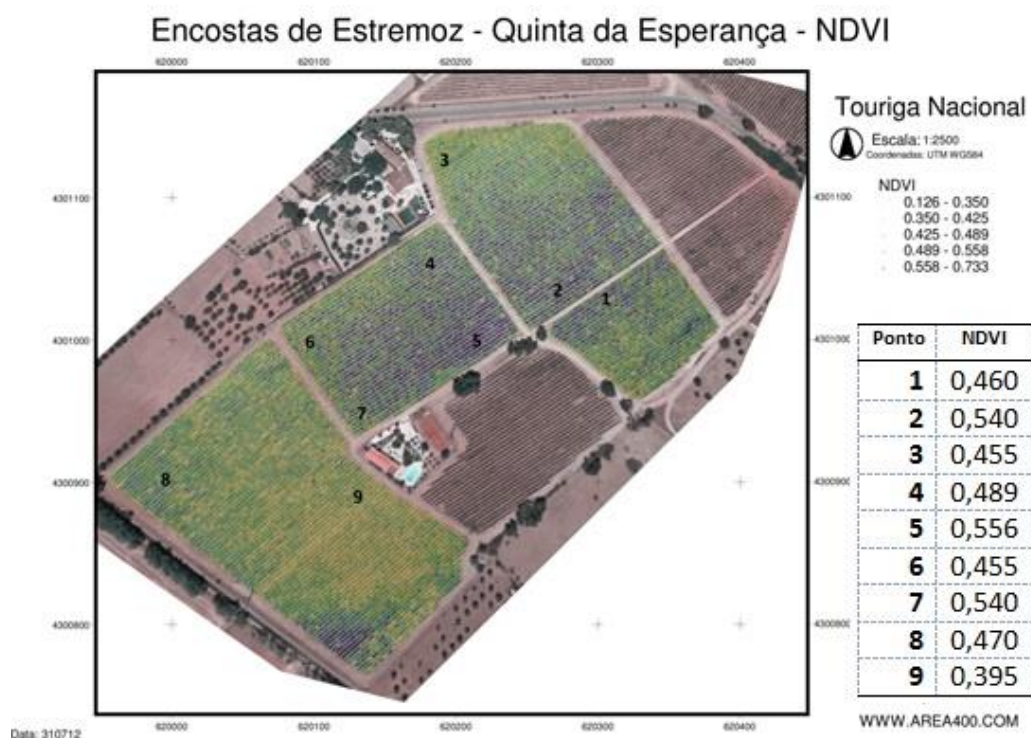 Encostas de Estremoz - Quinta da Esperança - NDVI
620000 620100 620200 620300 620400
Touriga Nacional
Escala: 1:2500
Coordenadas: UTM WGS84
NDVI
0.126 - 0.350
0.350 - 0.425
0.425 - 0.489
0.489 - 0.558
0.558 - 0.733
4301100 4301100
4301000 4301000
4300900 4300900
4300800 4300800
3
4
2
1
6
5
7
8
9
Ponto NDVI
1 0,460
2 0,540
3 0,455
4 0,489
5 0,556
6 0,455
7 0,540
8 0,470
9 0,395
620000 620100 620200 620300 620400
WWW.AREA400.COM
Data: 310712